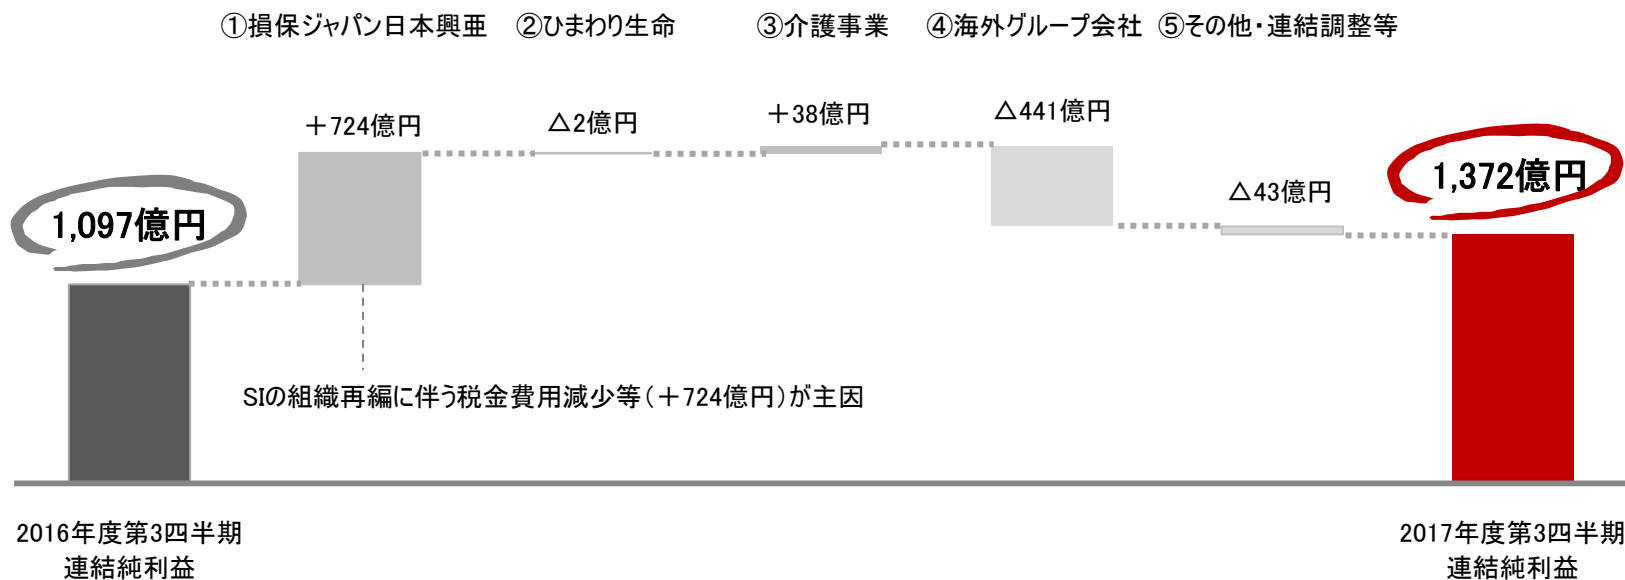 ①損保ジャパン日本興亜 ②ひまわり生命 ③介護事業 ④海外グループ会社 ⑤その他・連結調整等
＋724億円 △2億円 ＋38億円 △441億円
△43億円
1,097億円
1,372億円
SIの組織再編に伴う税金費用減少等（＋724億円）が主因
2016年度第3四半期
連結純利益
2017年度第3四半期
連結純利益